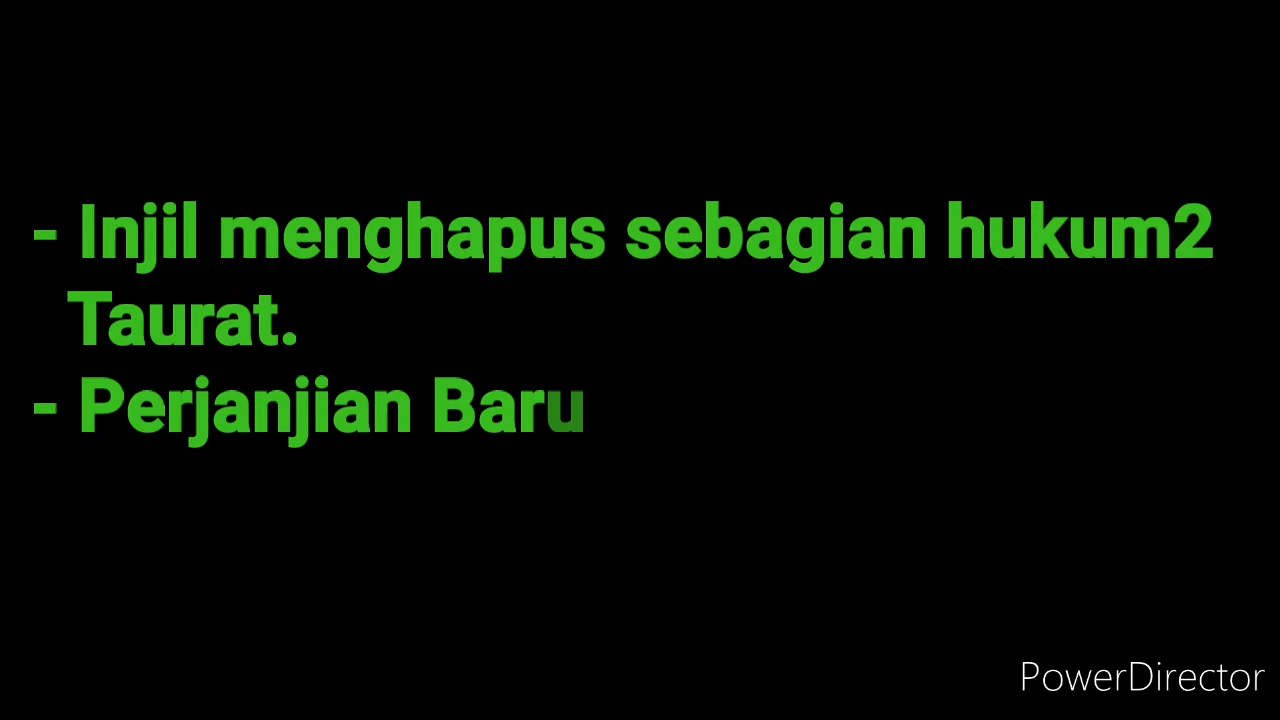 - Injil menghapus sebagian hukum2
Taurat.
- Perjanjian Baru
PowerDirector